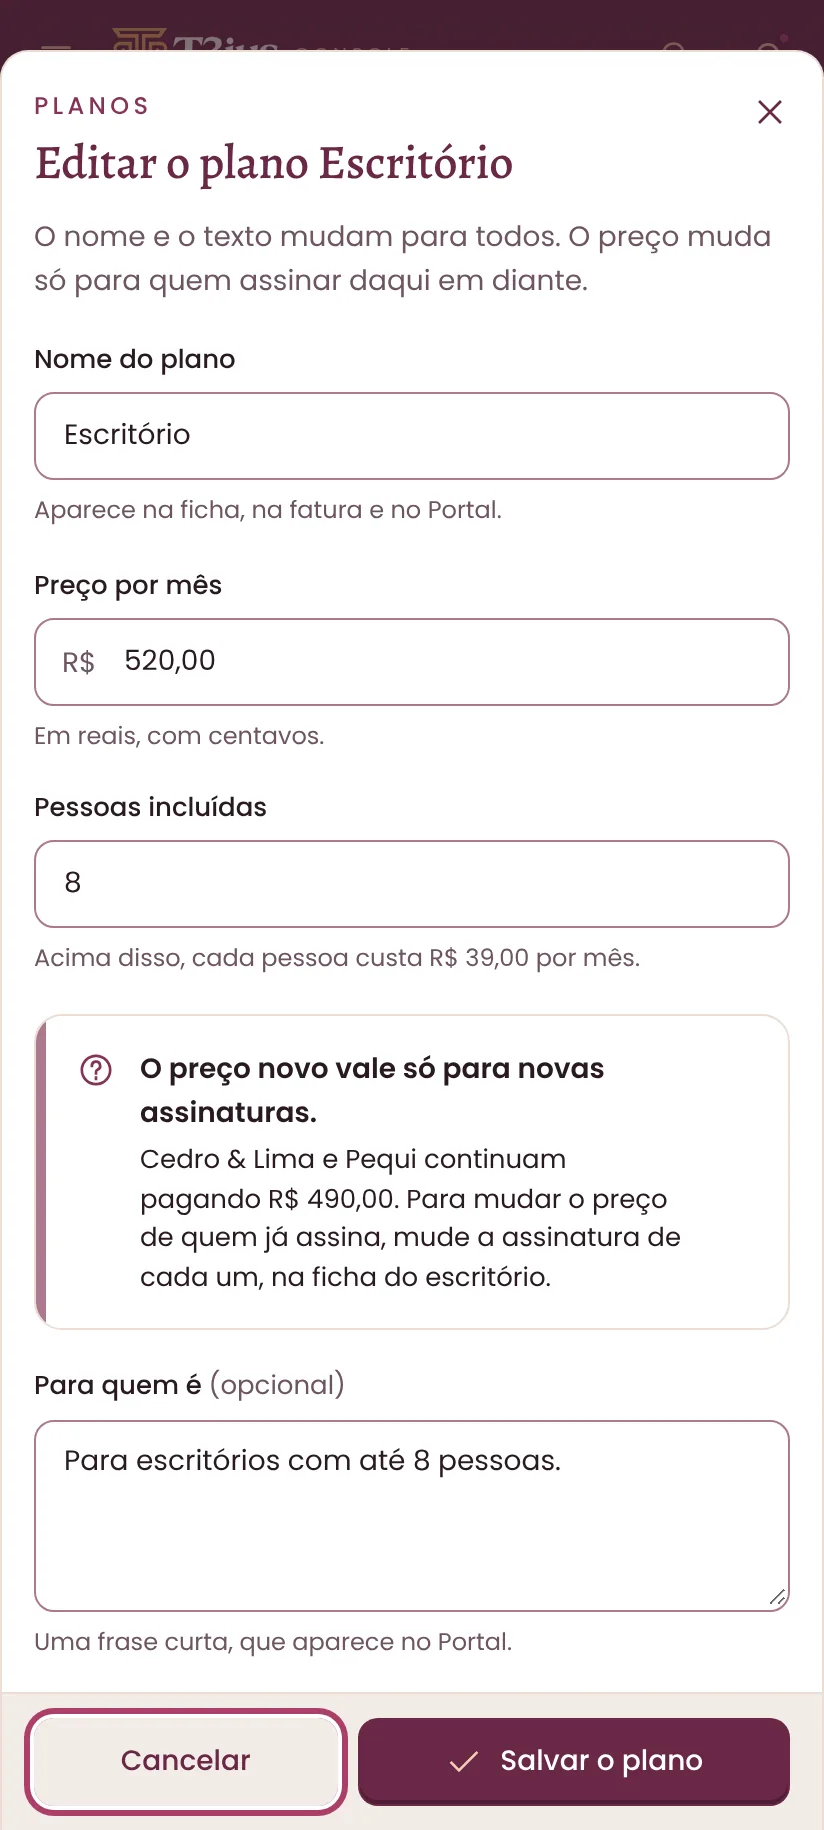 PLANOS
Editar o plano Escritório
O nome e o texto mudam para todos. O preço muda
só para quem assinar daqui em diante.
Nome do plano
Escritório
Aparece na ficha, na fatura e no Portal.
Preço por mês
R$ 520,00
Em reais, com centavos.
Pessoas incluídas
8
Acima disso, cada pessoa custa R$ 39,00 por mês.
O preço novo vale só para novas
assinaturas.
Cedro & Lima e Pequi continuam
pagando R$ 490,00. Para mudar o preço
de quem já assina, mude a assinatura de
cada um, na ficha do escritório.
Para quem é (opcional)
Para escritórios com até 8 pessoas.
Uma frase curta, que aparece no Portal.
Cancelar
Salvar o plano